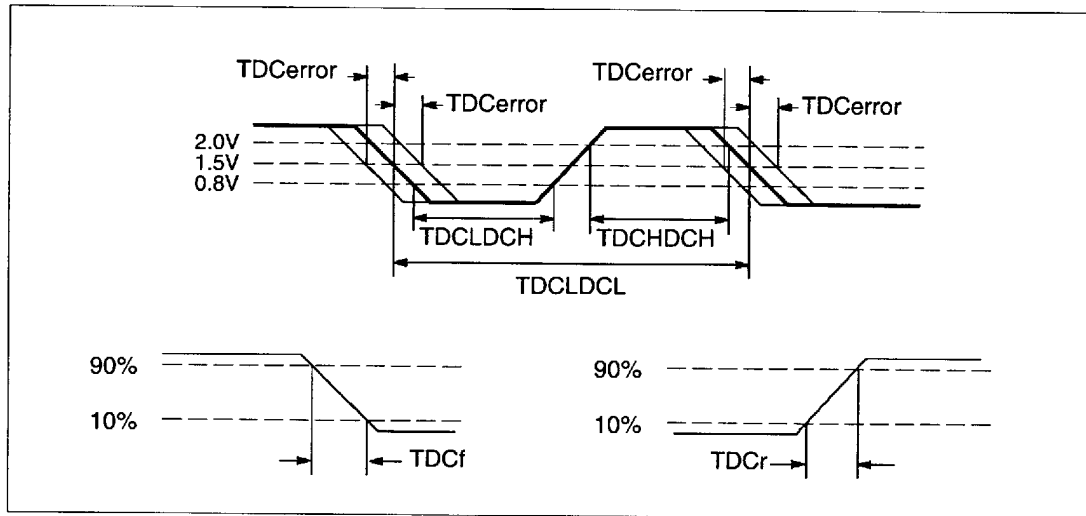 TDCerror TDCerror
TDCerror TDCerror
2.0V
1.5V
0.8V
TDCLDCH TDCHDCH
TDCLDCL
90% 90%
10% 10%
TDCf TDCr